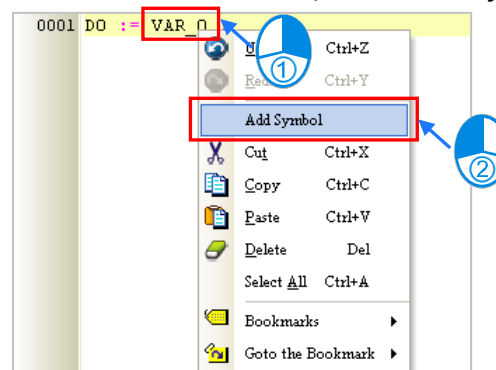 0001 DO := VAR_0
① Ctrl+Z
Ctrl+Y
Add Symbol
②
Cut Ctrl+X
Copy Ctrl+C
Paste Ctrl+V
Delete Del
Select All Ctrl+A
Bookmarks
Goto the Bookmark